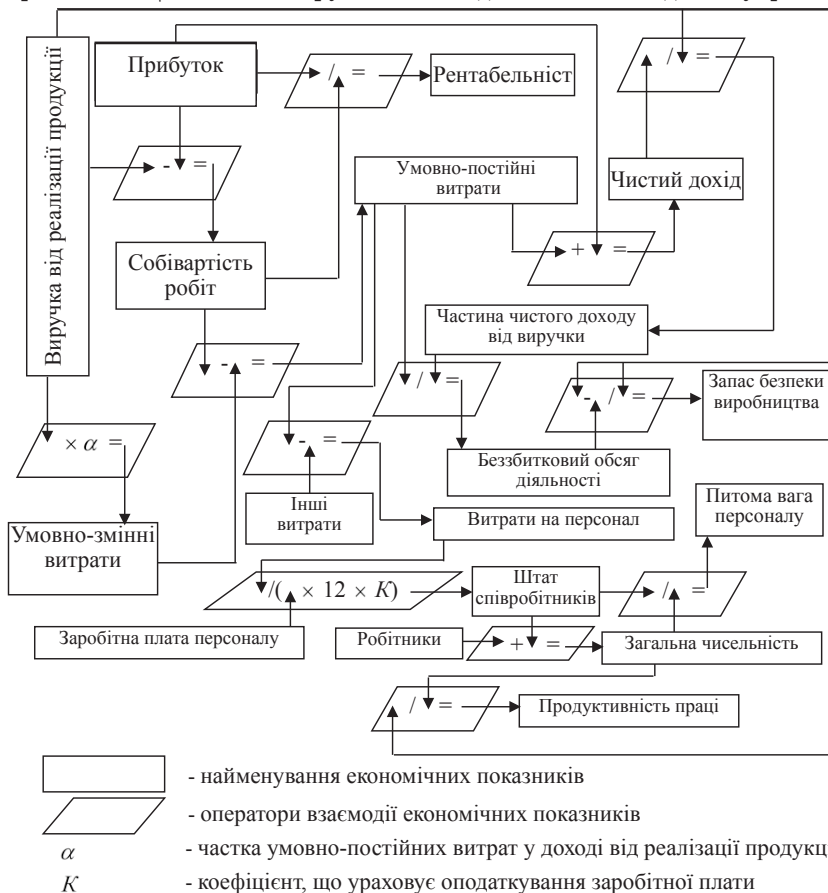 Прибуток
/ =
Рентабельніст
/ =
Виручка від реалізації продукції
- =
Умовно-постійні
витрати
Чистий дохід
+ =
Собівартість
робіт
Частина чистого доходу
від виручки
- - =
/ =
- / =
Запас безпеки
виробництва
× α =
- =
Беззбитковий обсяг
діяльності
Інші
витрати
Витрати на персонал
Питома вага
персоналу
Умовно-змінні
витрати
/( × 12 × K)
Штат
співробітників
/ =
Заробітна плата персоналу
Робітники
+ =
Загальна чисельність
/ =
Продуктивність праці
- найменування економічних показників
- оператори взаємодії економічних показників
α - частка умовно-постійних витрат у доході від реалізації продукц
K - коефіцієнт, що ураховує оподаткування заробітної плати